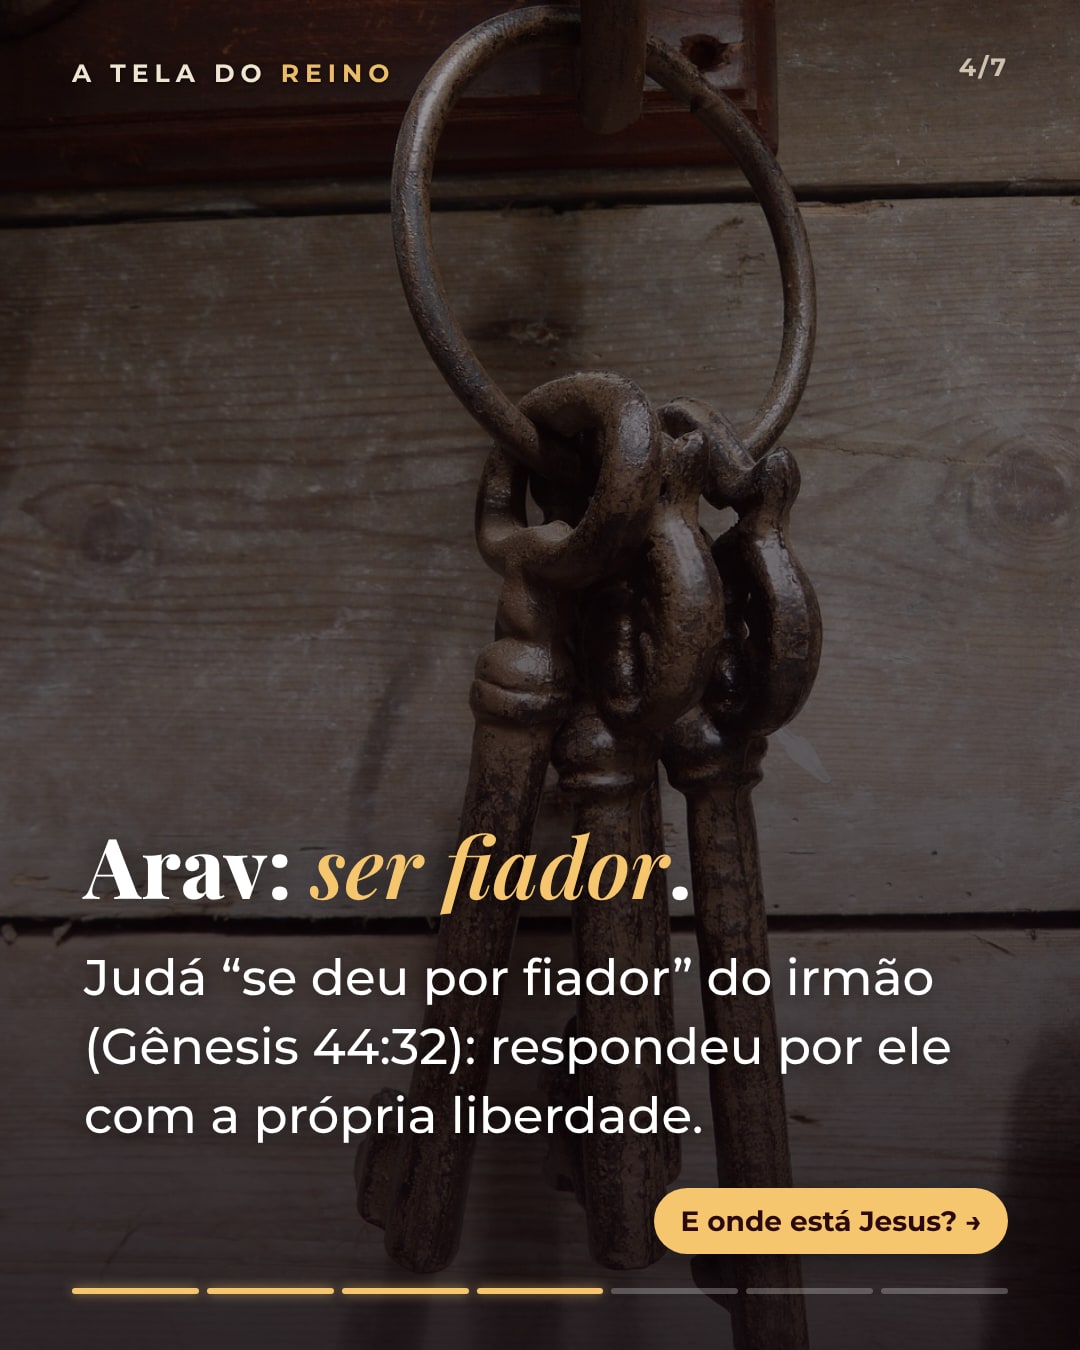 A TELA DO REINO
4/7
Arav: ser fiador.
Judá “se deu por fiador” do irmão
(Gênesis 44:32): respondeu por ele
com a própria liberdade.
E onde está Jesus? →